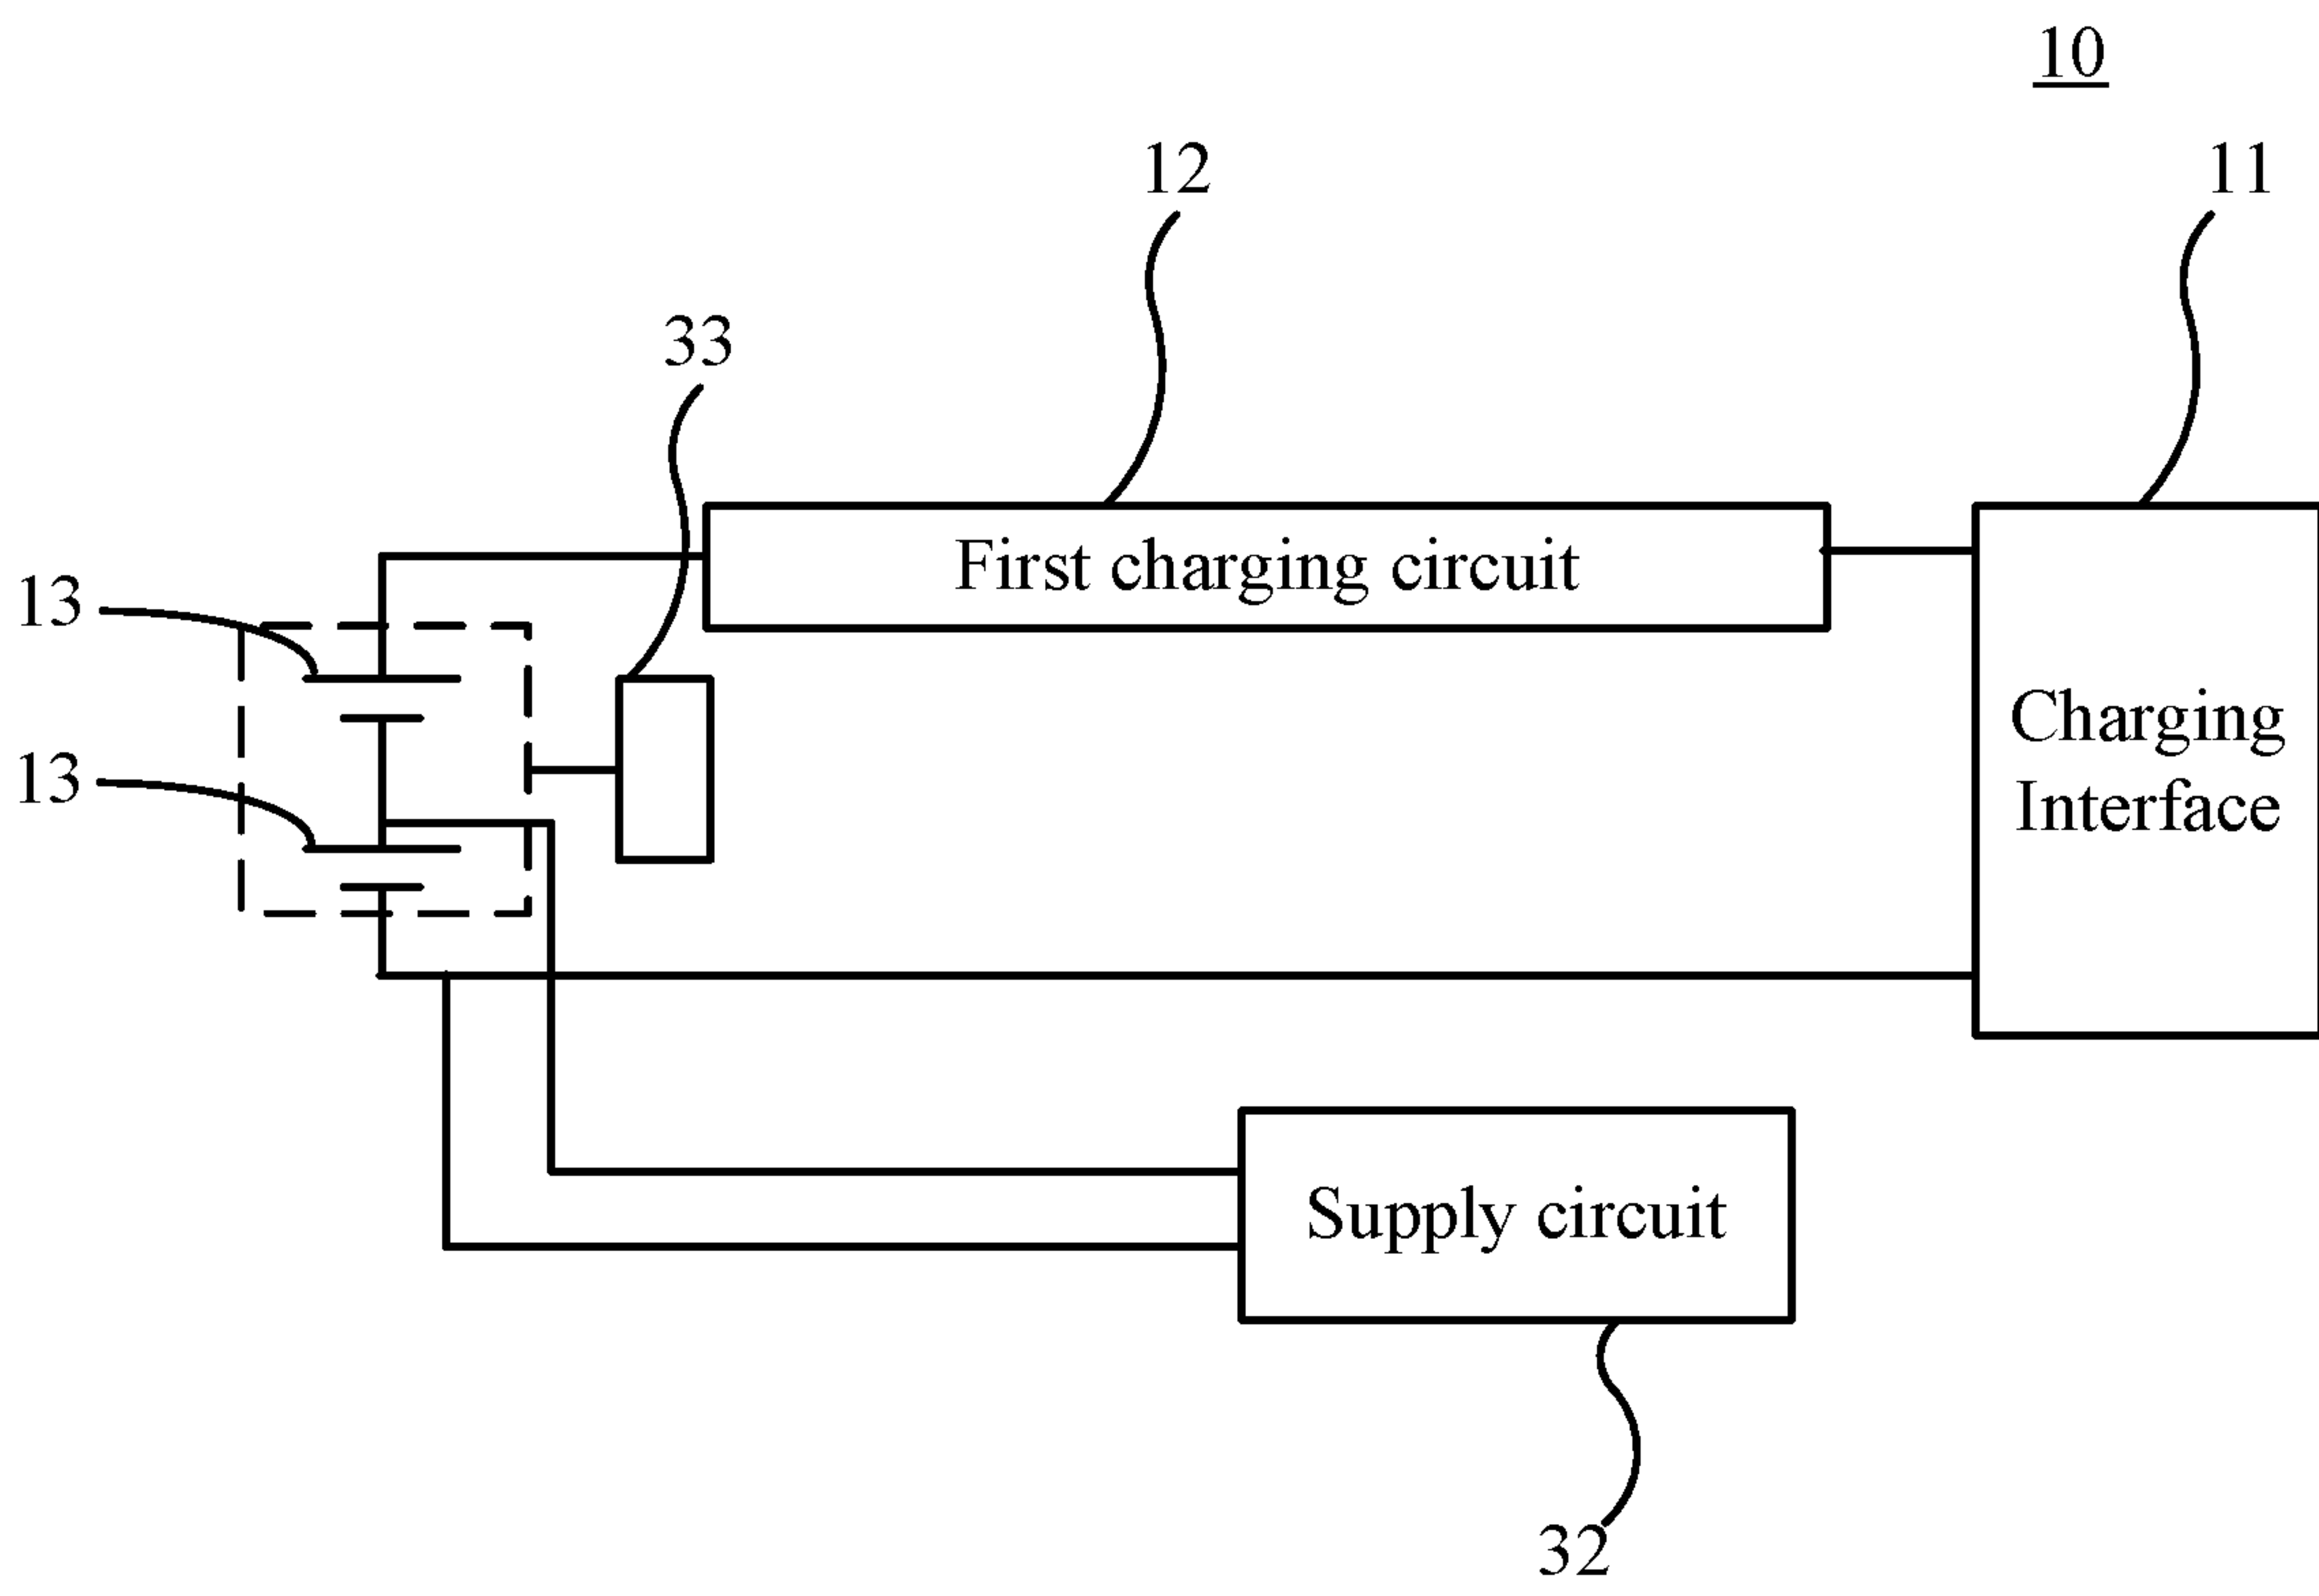 10
12
11
33
First charging circuit
13
Charging
Interface
13
Supply circuit
32